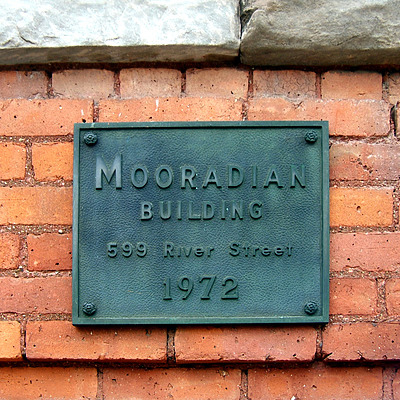 MOORADIAN
BUILDING
599 River Street
1972